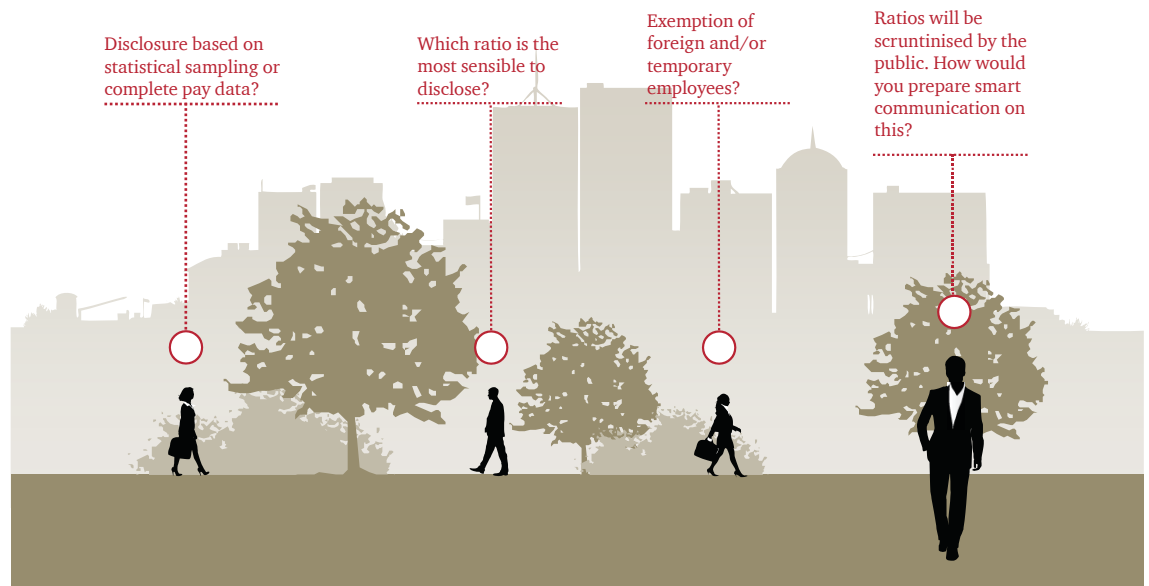 Disclosure based on
statistical sampling or
complete pay data?
Which ratio is the
most sensible to
disclose?
Exemption of
foreign and/or
temporary
employees?
Ratios will be
scruntinised by the
public. How would
you prepare smart
communication on
this?